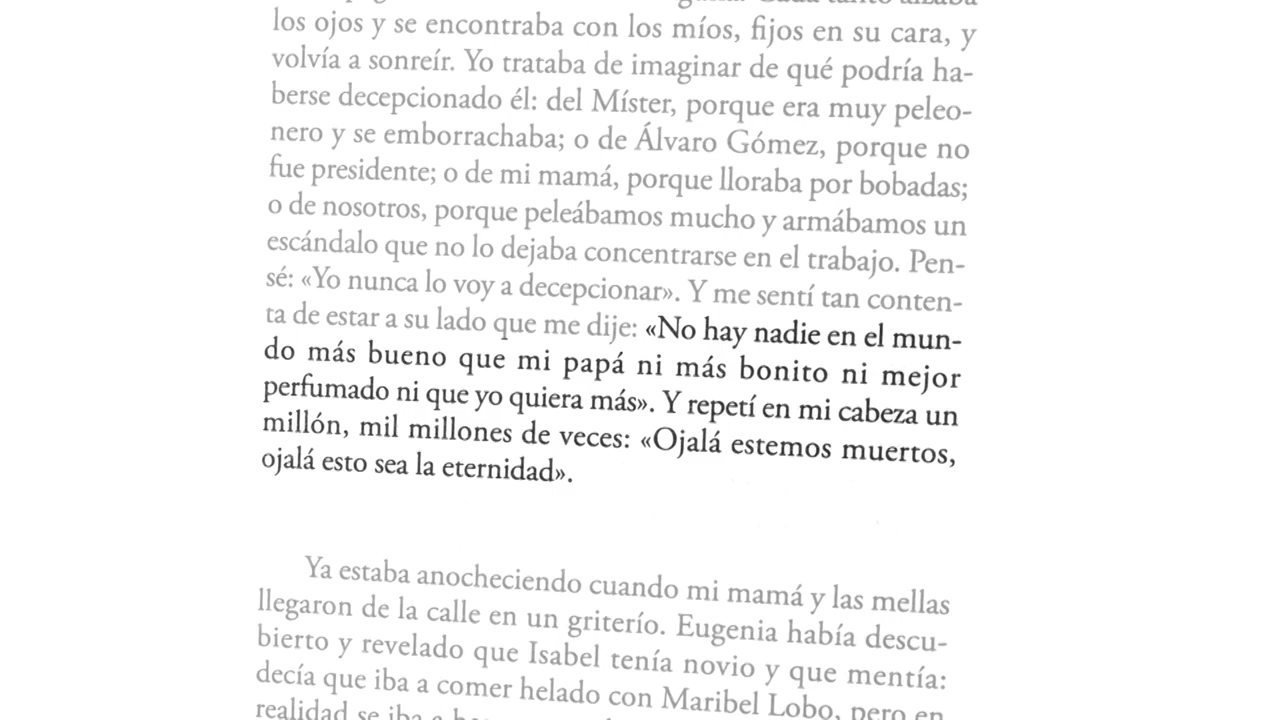 los ojos y se encontraba con los míos, fijos en su cara, y
volvía a sonreír. Yo trataba de imaginar de qué podría ha-
berse decepcionado él: del Míster, porque era muy peleo-
nero y se emborrachaba; o de Álvaro Gómez, porque no
fue presidente; o de mi mamá, porque lloraba por bobadas;
o de nosotros, porque peleábamos mucho y armábamos un
escándalo que no lo dejaba concentrarse en el trabajo. Pen-
sé: «Yo nunca lo voy a decepcionar». Y me sentí tan conten-
ta de estar a su lado que me dije: «No hay nadie en el mun-
do más bueno que mi papá ni más bonito ni mejor
perfumado ni que yo quiera más». Y repetí en mi cabeza un
millón, mil millones de veces: «Ojalá estemos muertos,
ojalá esto sea la eternidad».
Ya estaba anocheciendo cuando mi mamá y las mellas
llegaron de la calle en un griterío. Eugenia había descu-
bierto y revelado que Isabel tenía novio y que mentía:
decía que iba a comer helado con Maribel Lobo, pero en
realidad se iba a